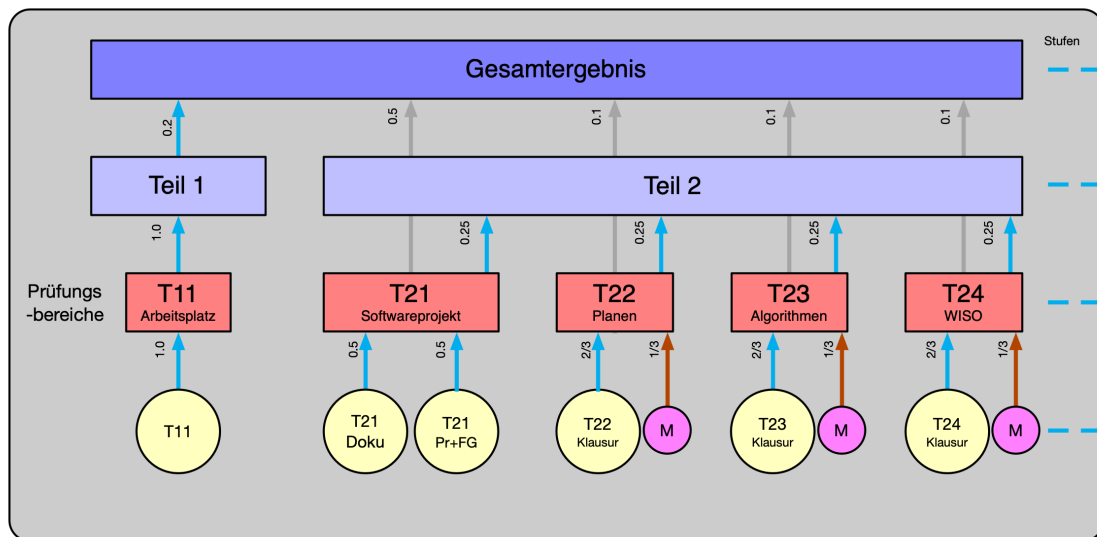 Stufen
Gesamtergebnis
0.2
0.5
0.1
0.1
0.1
Teil 1
Teil 2
1.0
0.25
0.25
0.25
0.25
Prüfungs
-bereiche
T11
Arbeitsplatz
T21
Softwareprojekt
T22
Planen
T23
Algorithmen
T24
WISO
1.0
0.5
0.5
2/3
1/3
2/3
1/3
2/3
1/3
T11
T21
Doku
T21
Pr+FG
T22
Klausur
M
T23
Klausur
M
T24
Klausur
M